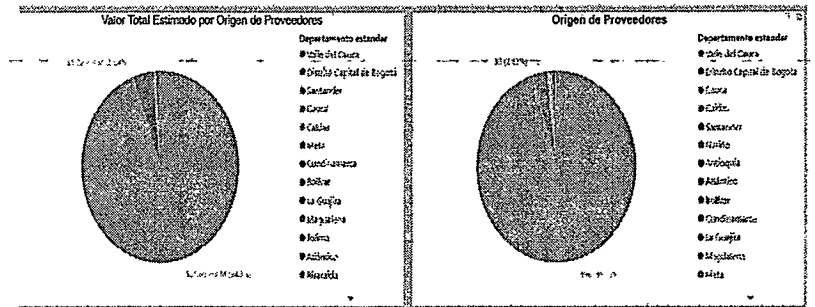 Valor Total Estimado por Origen de Proveedores
Departamento estandar
Valle del Cauca
Distrito Capital de Bogotá
Santander
Cauca
Caldas
Meta
Cundinamarca
Bolívar
La Guajira
Magdalena
Tolima
Atlántico
Risaralda
Origen de Proveedores
Departamento estandar
Valle del Cauca
Distrito Capital de Bogotá
Cauca
Caldas
Santander
Nariño
Antioquia
Atlántico
Bolívar
Cundinamarca
La Guajira
Magdalena
Meta